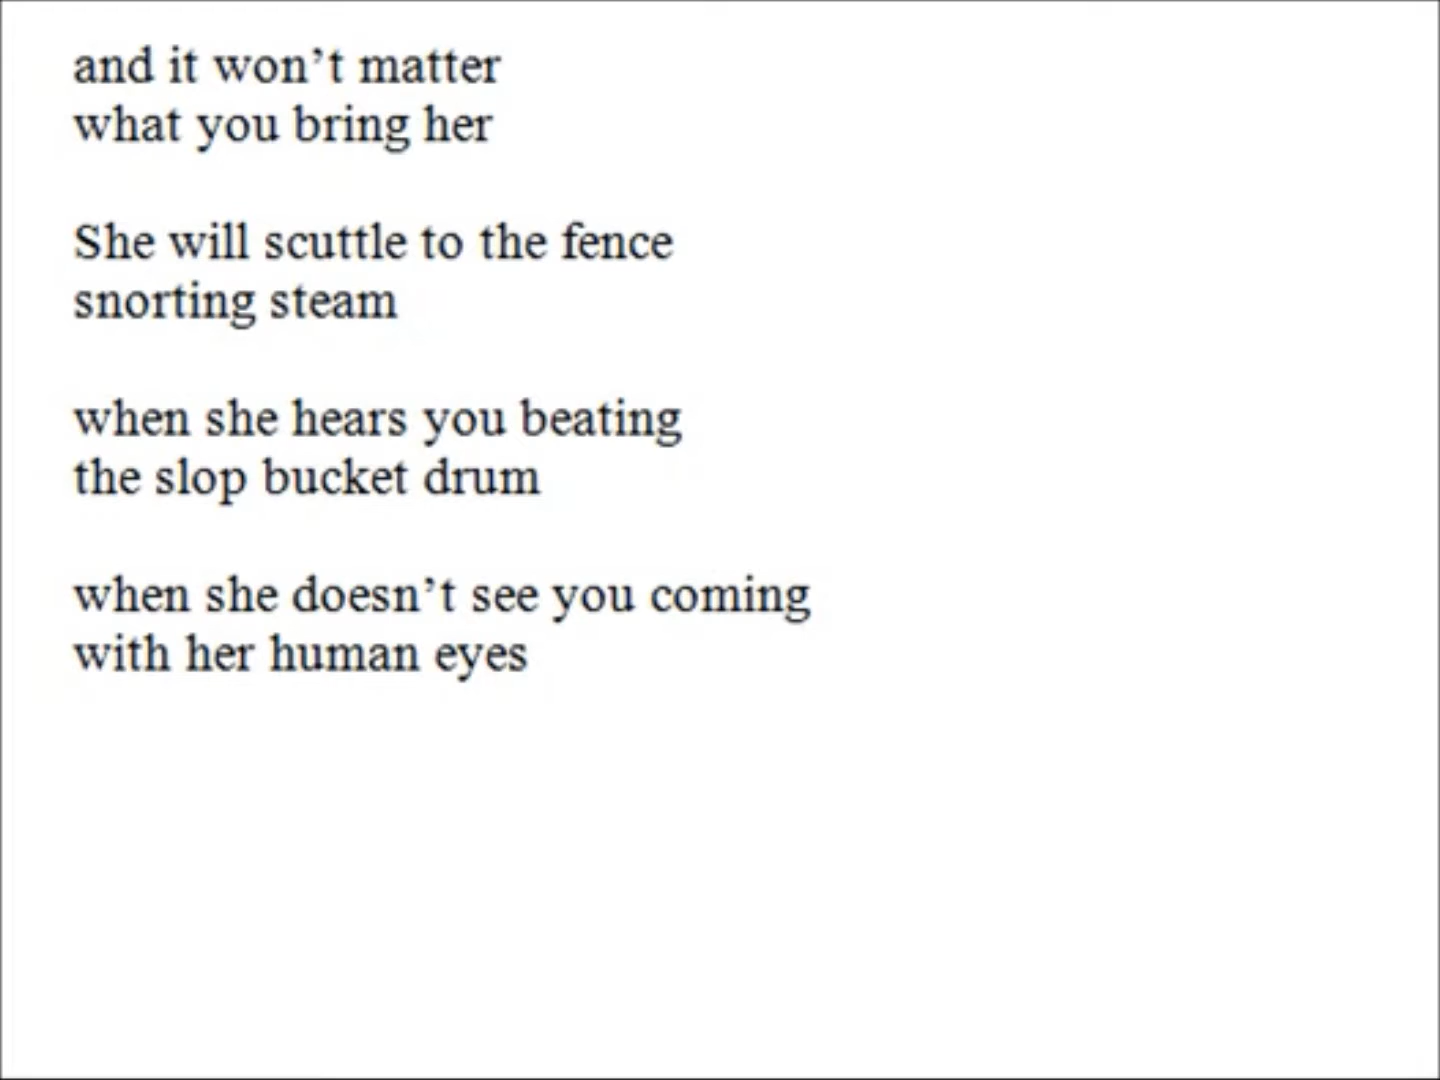 and it won’t matter
what you bring her
She will scuttle to the fence
snorting steam
when she hears you beating
the slop bucket drum
when she doesn’t see you coming
with her human eyes